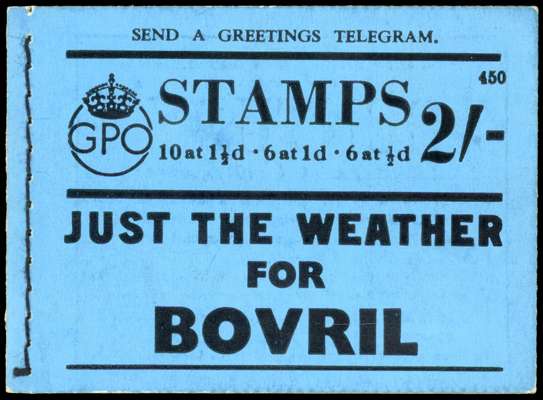 SEND A GREETINGS TELEGRAM.
450
GPO
STAMPS 2/-
10 at 1½d · 6 at 1d · 6 at ½d
JUST THE WEATHER
FOR
BOVRIL